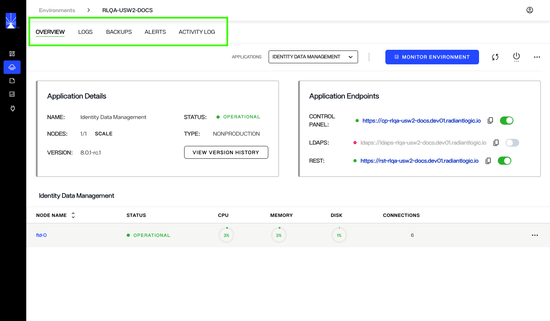 Environments > RLQA-USW2-DOCS
OVERVIEW LOGS BACKUPS ALERTS ACTIVITY LOG
APPLICATIONS IDENTITY DATA MANAGEMENT MONITOR ENVIRONMENT
Application Details
NAME: Identity Data Management STATUS: OPERATIONAL
NODES: 1/1 SCALE TYPE: NONPRODUCTION
VERSION: 8.0.1-rc.1 VIEW VERSION HISTORY
Application Endpoints
CONTROL PANEL: https://cp-rlqa-usw2-docs.dev01.radiantlogic.io
LDAPS: ldaps://ldaps-rlqa-usw2-docs.dev01.radiantlogic.io
REST: https://rst-rlqa-usw2-docs.dev01.radiantlogic.io
Identity Data Management
NODE NAME STATUS CPU MEMORY DISK CONNECTIONS
fid-0 OPERATIONAL 6